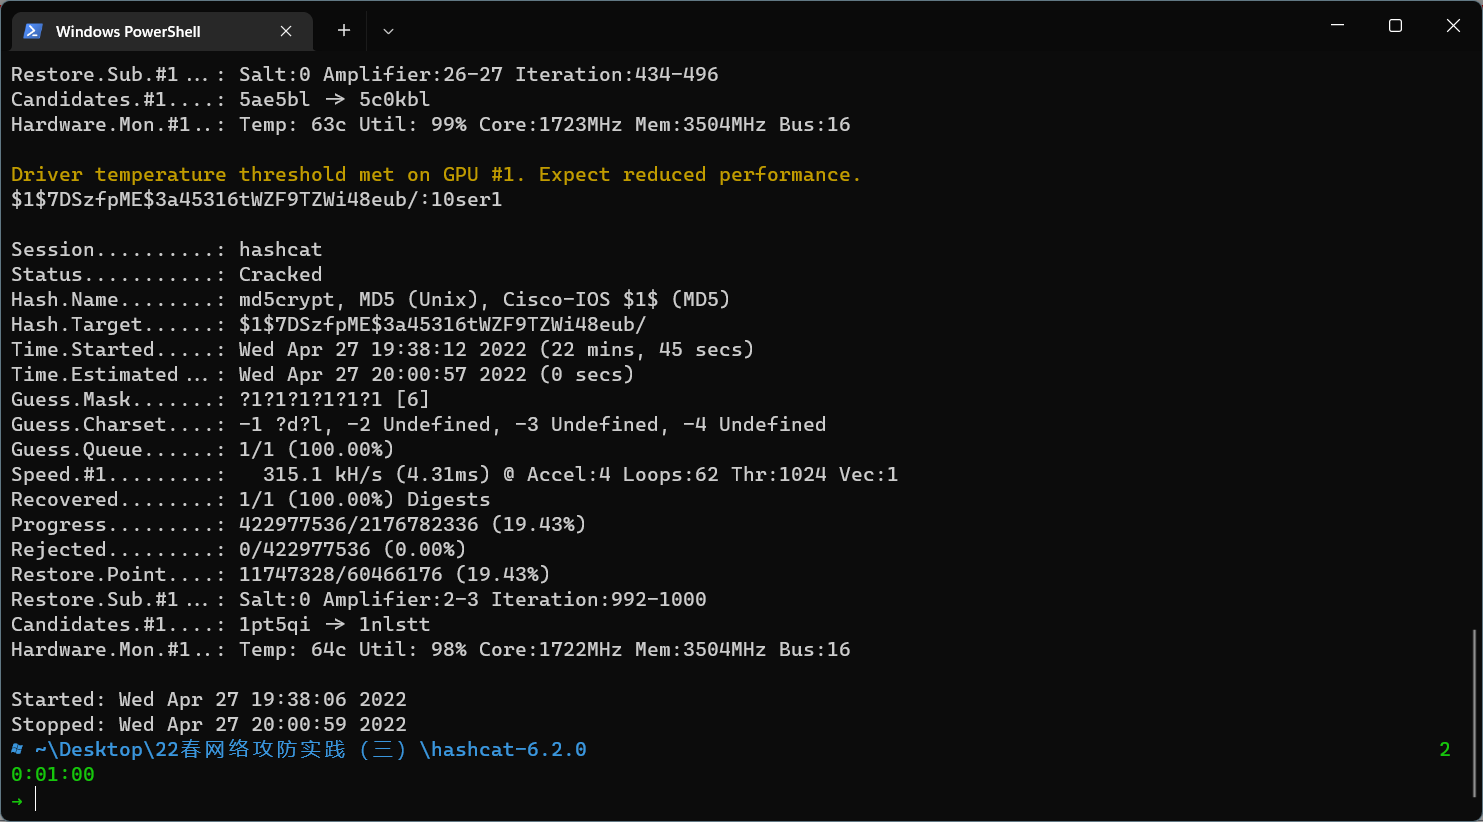 Windows PowerShell
Restore.Sub.#1...: Salt:0 Amplifier:26-27 Iteration:434-496
Candidates.#1....: 5ae5bl -> 5c0kbl
Hardware.Mon.#1..: Temp: 63c Util: 99% Core:1723MHz Mem:3504MHz Bus:16
Driver temperature threshold met on GPU #1. Expect reduced performance.
$1$7DSzfpME$3a45316tWZF9TZWi48eub/:10ser1
Session..........: hashcat
Status...........: Cracked
Hash.Name........: md5crypt, MD5 (Unix), Cisco-IOS $1$ (MD5)
Hash.Target......: $1$7DSzfpME$3a45316tWZF9TZWi48eub/
Time.Started.....: Wed Apr 27 19:38:12 2022 (22 mins, 45 secs)
Time.Estimated...: Wed Apr 27 20:00:57 2022 (0 secs)
Guess.Mask.......: ?1?1?1?1?1?1 [6]
Guess.Charset....: -1 ?d?l, -2 Undefined, -3 Undefined, -4 Undefined
Guess.Queue......: 1/1 (100.00%)
Speed.#1.........:   315.1 kH/s (4.31ms) @ Accel:4 Loops:62 Thr:1024 Vec:1
Recovered........: 1/1 (100.00%) Digests
Progress.........: 422977536/2176782336 (19.43%)
Rejected.........: 0/422977536 (0.00%)
Restore.Point....: 11747328/60466176 (19.43%)
Restore.Sub.#1...: Salt:0 Amplifier:2-3 Iteration:992-1000
Candidates.#1....: 1pt5qi -> 1nlstt
Hardware.Mon.#1..: Temp: 64c Util: 98% Core:1722MHz Mem:3504MHz Bus:16
Started: Wed Apr 27 19:38:06 2022
Stopped: Wed Apr 27 20:00:59 2022
~\Desktop\22春网络攻防实践（三）\hashcat-6.2.0 2
0:01:00
→